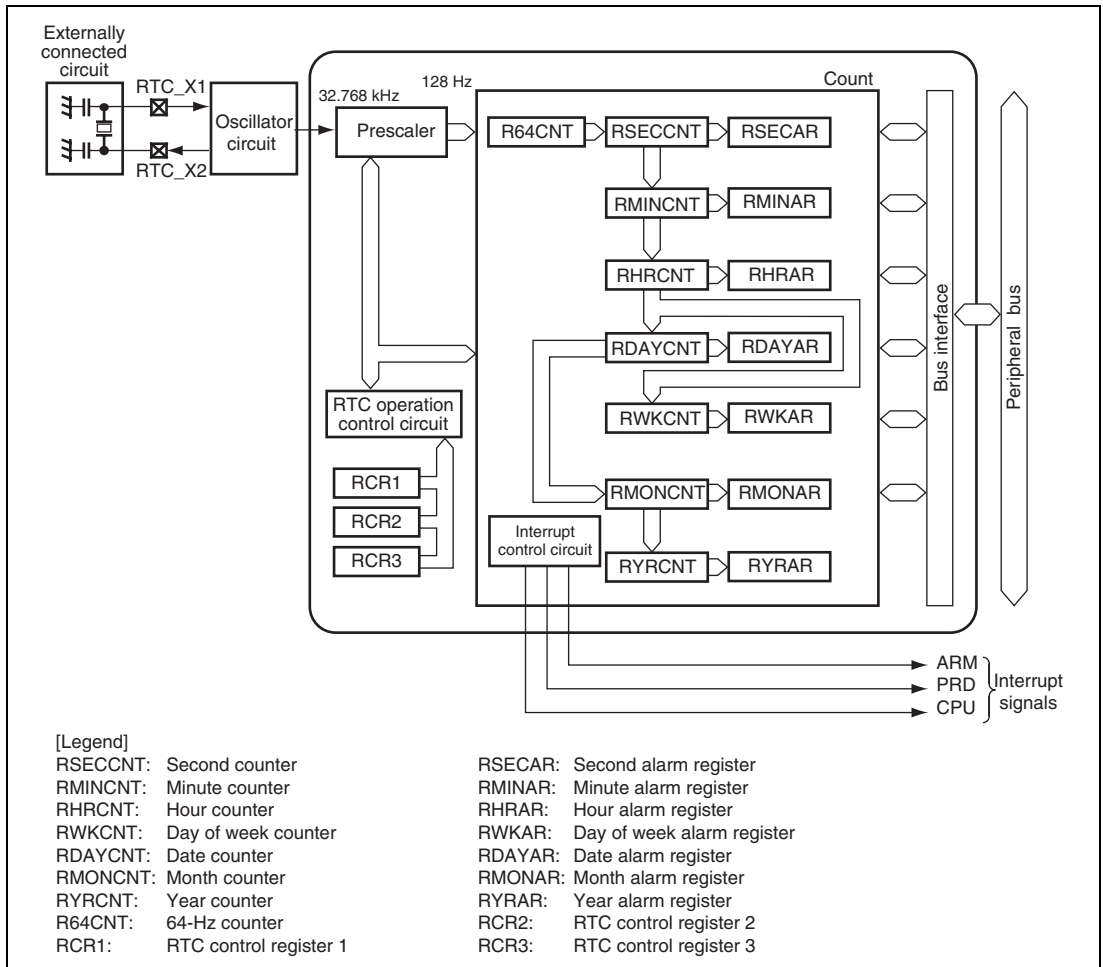 Externally
connected
circuit
RTC_X1
RTC_X2
Oscillator
circuit
32.768 kHz
128 Hz
Prescaler
Count
R64CNT
RSECCNT
RSECAR
RMINCNT
RMINAR
RHRCNT
RHRAR
RDAYCNT
RDAYAR
RWKCNT
RWKAR
RMONCNT
RMONAR
RYRCNT
RYRAR
RTC operation
control circuit
RCR1
RCR2
RCR3
Interrupt
control circuit
Bus interface
Peripheral bus
ARM
PRD
CPU
Interrupt
signals
[Legend]
RSECCNT: Second counter
RMINCNT: Minute counter
RHRCNT: Hour counter
RWKCNT: Day of week counter
RDAYCNT: Date counter
RMONCNT: Month counter
RYRCNT: Year counter
R64CNT: 64-Hz counter
RCR1: RTC control register 1
RSECAR: Second alarm register
RMINAR: Minute alarm register
RHRAR: Hour alarm register
RWKAR: Day of week alarm register
RDAYAR: Date alarm register
RMONAR: Month alarm register
RYRAR: Year alarm register
RCR2: RTC control register 2
RCR3: RTC control register 3